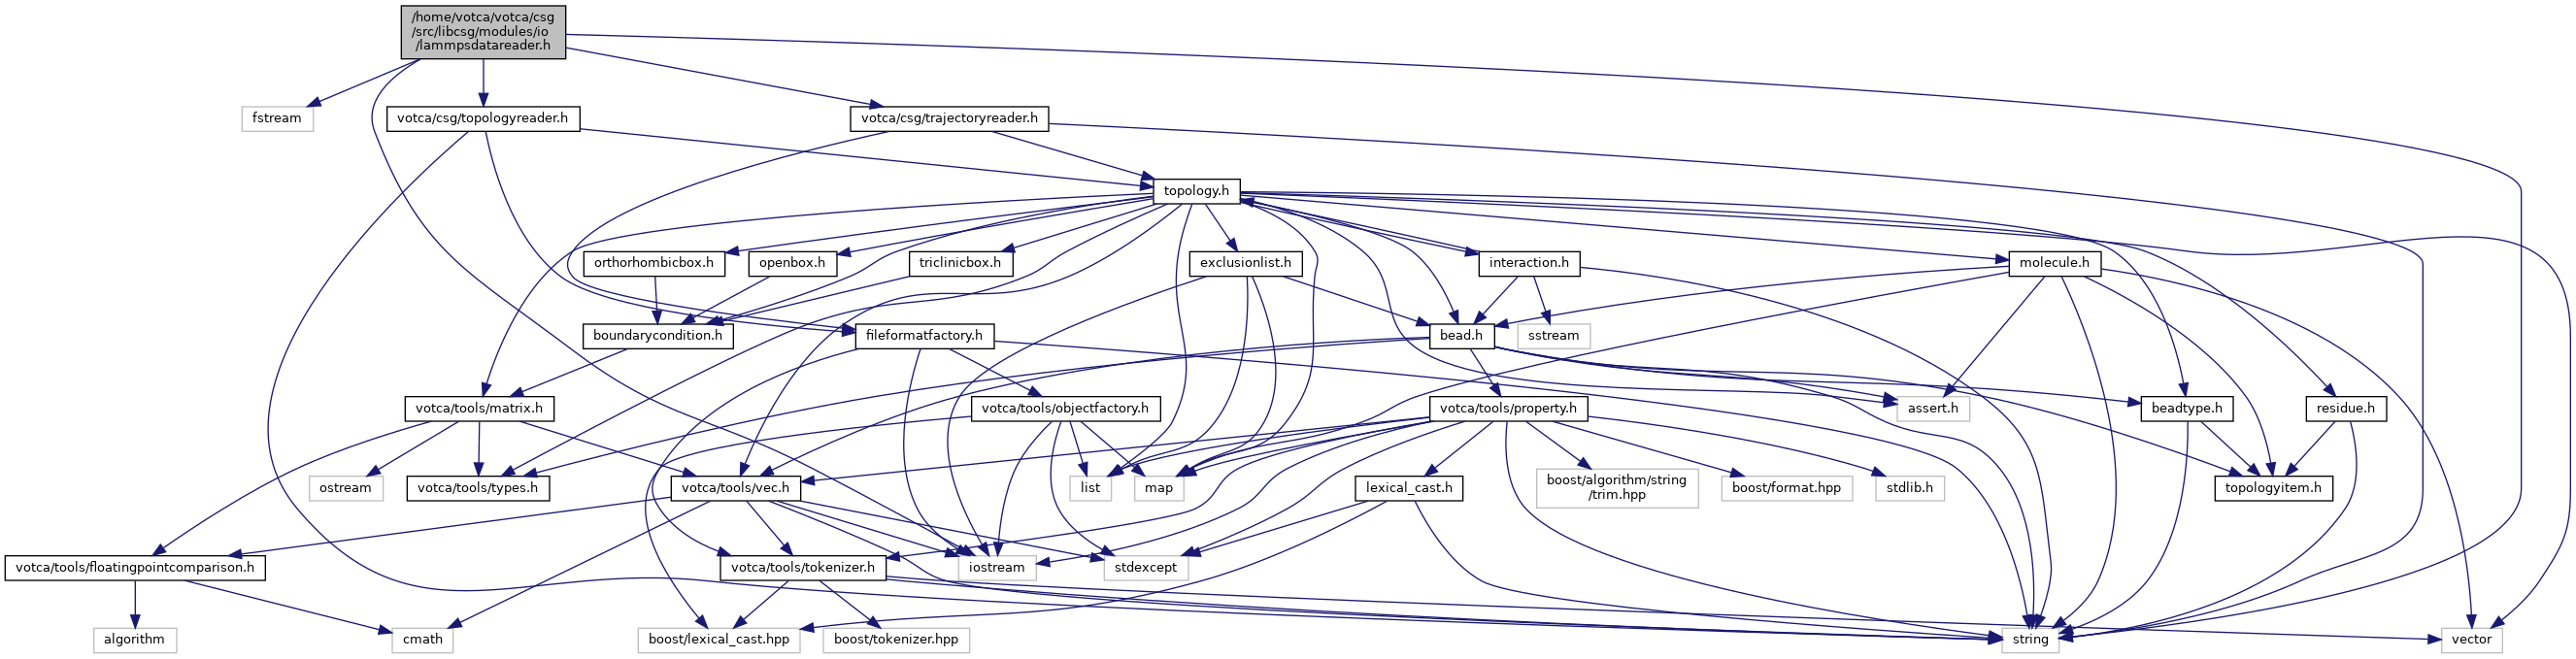 /home/votca/votca/csg
/src/libcsg/modules/io
/lammpsdatareader.h
fstream
votca/csg/topologyreader.h
votca/csg/trajectoryreader.h
topology.h
orthorhombicbox.h
openbox.h
triclinicbox.h
exclusionlist.h
interaction.h
molecule.h
boundarycondition.h
fileformatfactory.h
bead.h
sstream
votca/tools/matrix.h
votca/tools/objectfactory.h
votca/tools/property.h
assert.h
beadtype.h
residue.h
ostream
votca/tools/types.h
votca/tools/vec.h
list
map
lexical_cast.h
boost/algorithm/string
/trim.hpp
boost/format.hpp
stdlib.h
topologyitem.h
votca/tools/floatingpointcomparison.h
votca/tools/tokenizer.h
iostream
stdexcept
algorithm
cmath
boost/lexical_cast.hpp
boost/tokenizer.hpp
string
vector